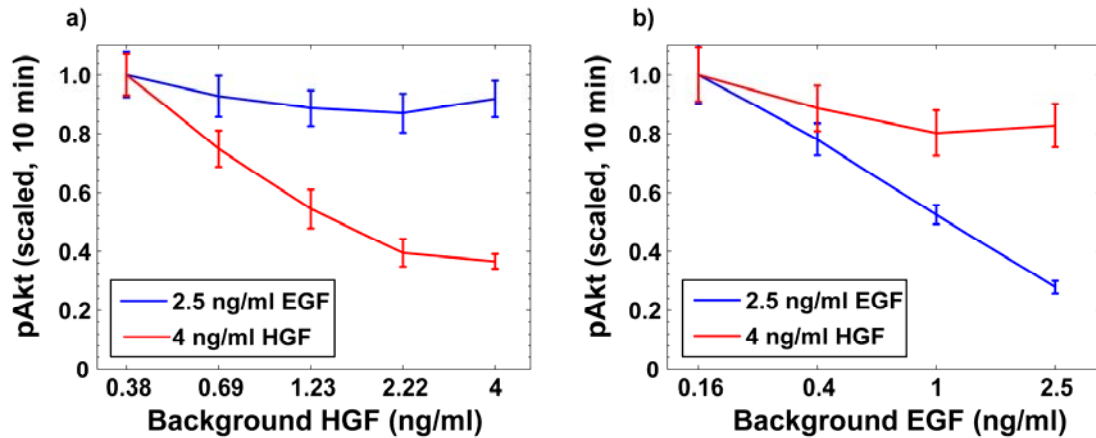 a)
pAkt (scaled, 10 min)
1.0
0.8
0.6
0.4
0.2
0
2.5 ng/ml EGF
4 ng/ml HGF
0.38 0.69 1.23 2.22 4
Background HGF (ng/ml)
b)
pAkt (scaled, 10 min)
1.0
0.8
0.6
0.4
0.2
0
2.5 ng/ml EGF
4 ng/ml HGF
0.16 0.4 1 2.5
Background EGF (ng/ml)